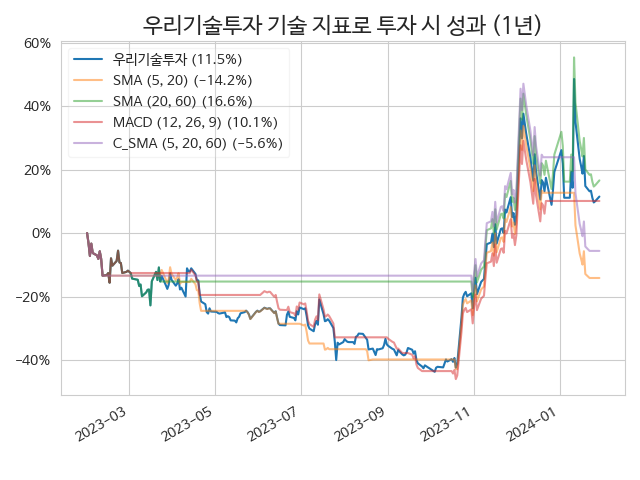 우리기술투자 기술 지표로 투자 시 성과 (1년)
60%
40%
20%
0%
−20%
−40%
우리기술투자 (11.5%)
SMA (5, 20) (−14.2%)
SMA (20, 60) (16.6%)
MACD (12, 26, 9) (10.1%)
C_SMA (5, 20, 60) (−5.6%)
2023−03
2023−05
2023−07
2023−09
2023−11
2024−01